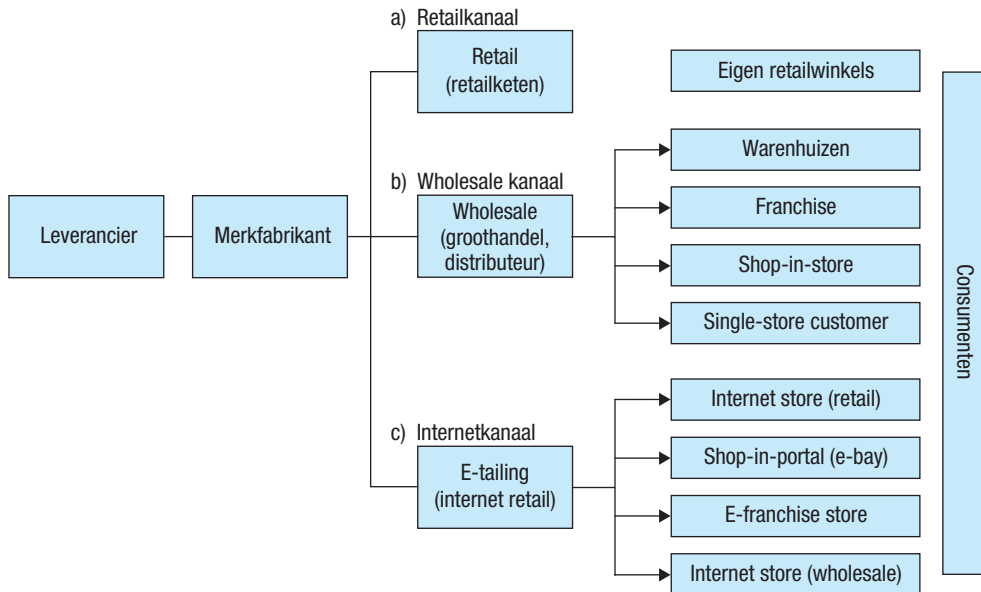 a) Retailkanaal
Retail
(retailketen)
Eigen retailwinkels
Warenhuizen
b) Wholesale kanaal
Wholesale
(groothandel,
distributeur)
Franchise
Leverancier
Merkfabrikant
Shop-in-store
Single-store customer
Consumenten
c) Internetkanaal
E-tailing
(internet retail)
Internet store (retail)
Shop-in-portal (e-bay)
E-franchise store
Internet store (wholesale)